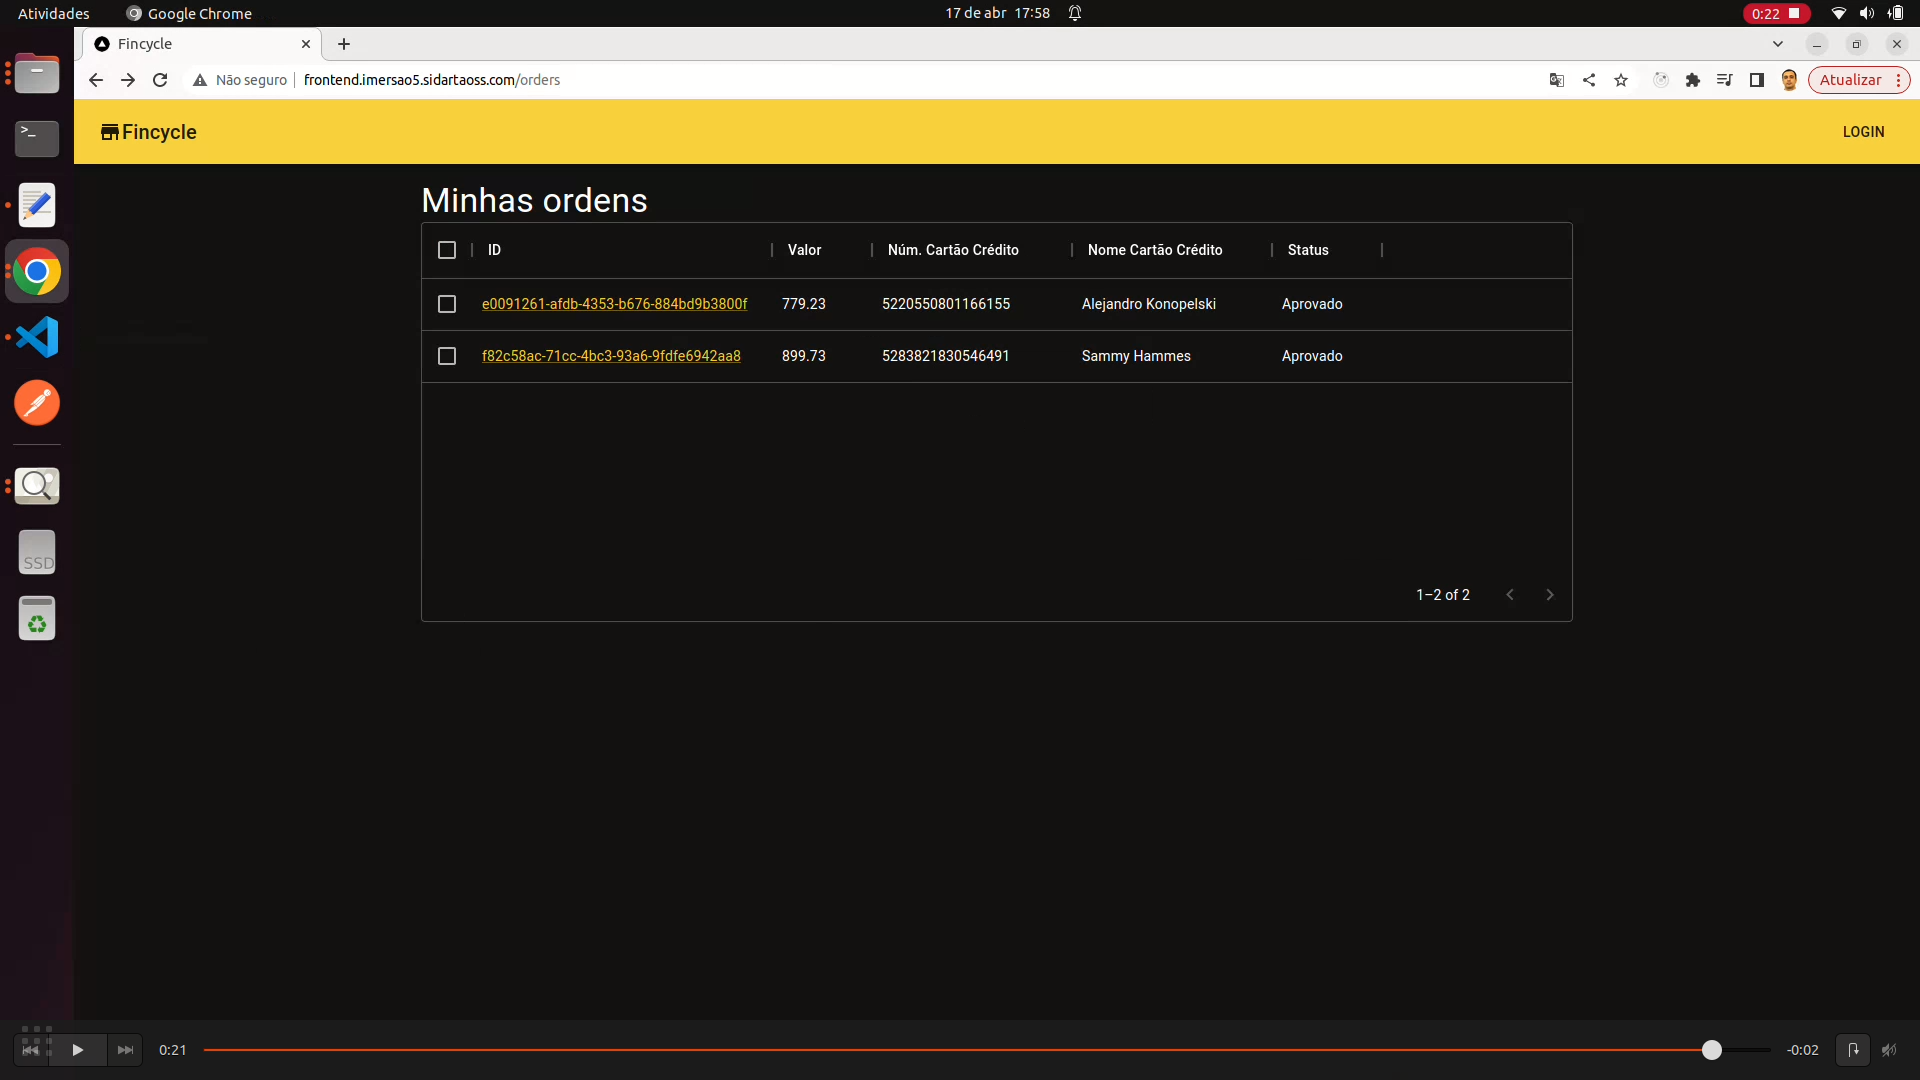 Atividades
Google Chrome
17 de abr 17:58
0:22
Fincycle
Não seguro
frontend.imersao5.sidartaoss.com/orders
Atualizar
Fincycle
LOGIN
Minhas ordens
ID
Valor
Núm. Cartão Crédito
Nome Cartão Crédito
Status
e0091261-afdb-4353-b676-884bd9b3800f
779.23
5220550801166155
Alejandro Konopelski
Aprovado
f82c58ac-71cc-4bc3-93a6-9fdfe6942aa8
899.73
5283821830546491
Sammy Hammes
Aprovado
SSD
1–2 of 2
0:21
-0:02